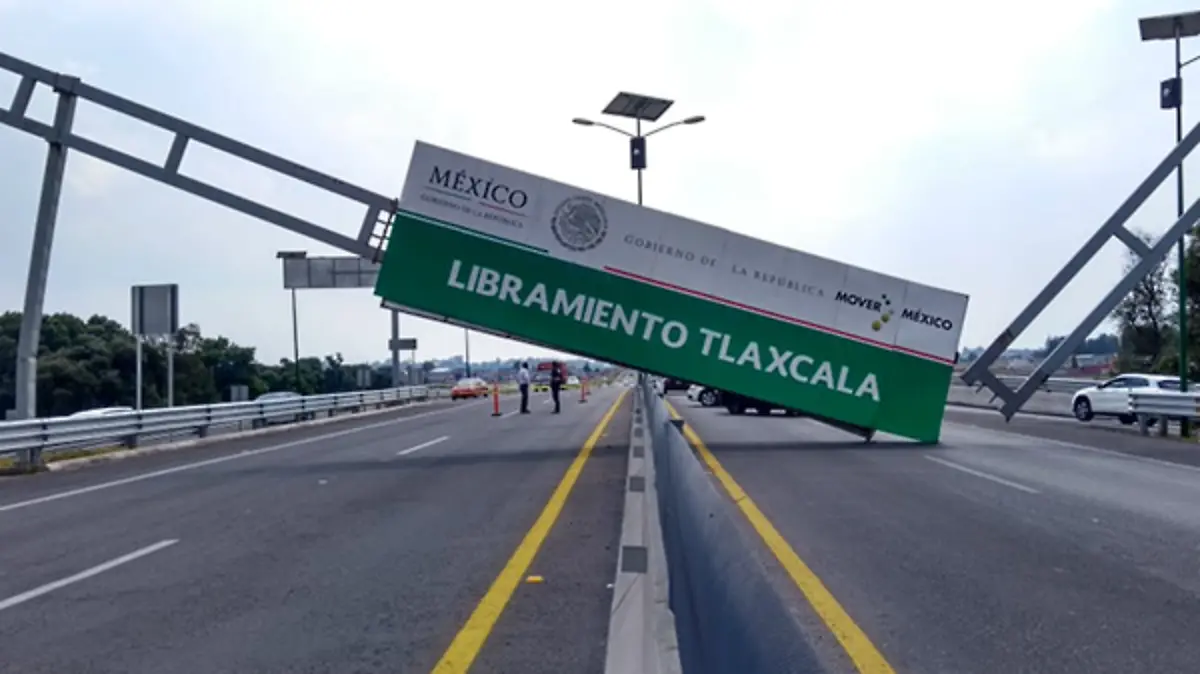 MÉXICO
GOBIERNO DE LA REPÚBLICA
GOBIERNO DE LA REPÚBLICA
MOVER MÉXICO
LIBRAMIENTO TLAXCALA